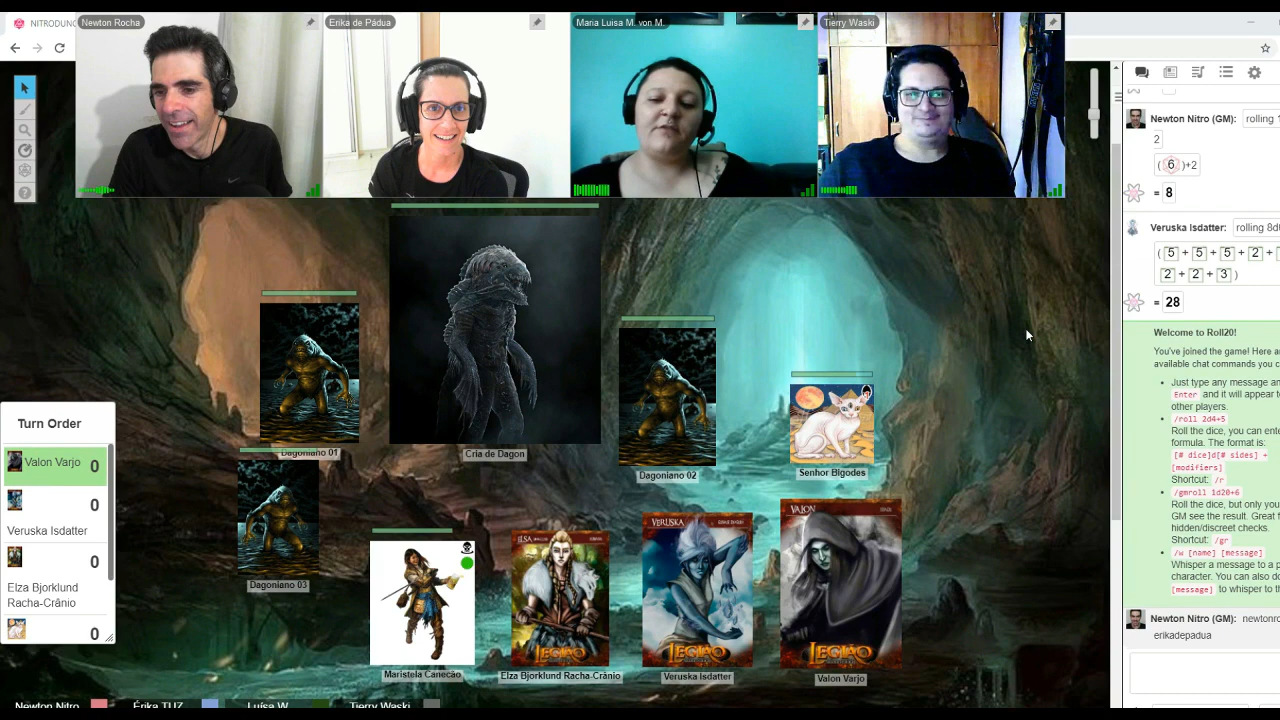 NITRODUNG
Newton Rocha
Erika de Pádua
Maria Luisa M. von M.
Tierry Waski
Newton Nitro (GM): rolling 1
2
(6)+2
= 8
Veruska Isdatter: rolling 8d
(5+5+5+2+
2+2+3)
= 28
Welcome to Roll20!
You've joined the game! Here a
available chat commands you c
Just type any message an
Enter and it will appear t
other players.
/roll 2d4+5
Roll the dice, you can ente
formula. The format is:
[# dice]d[# sides] +
[modifiers]
Shortcut: /r
/gmroll 1d20+6
Roll the dice, but only you
GM see the result. Great f
hidden/discreet checks.
Shortcut: /gr
/w [name] [message]
Whisper a message to a p
character. You can also do
[message] to whisper to th
Newton Nitro (GM): newtonro
erikadepadua
Turn Order
Valon Varjo 0
0
Veruska Isdatter
0
Elza Bjorklund
Racha-Crânio
0
Dagoniano 01
Cria de Dagon
Dagoniano 02
Senhor Bigodes
Dagoniano 03
Maristela Canecão
ELSA
LEGIÃO
Elza Bjorklund Racha-Crânio
VERUSKA
LEGIÃO
Veruska Isdatter
VALON
LEGIÃO
Valon Varjo
Newton Nitro
Érika TUZ
Luísa W
Tierry Waski